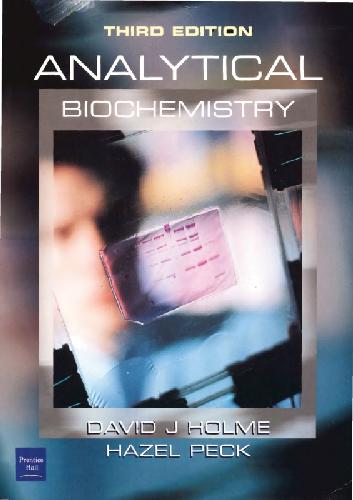 THIRD EDITION
ANALYTICAL
BIOCHEMISTRY
DAVID J HOLME
HAZEL PECK
Prentice
Hall